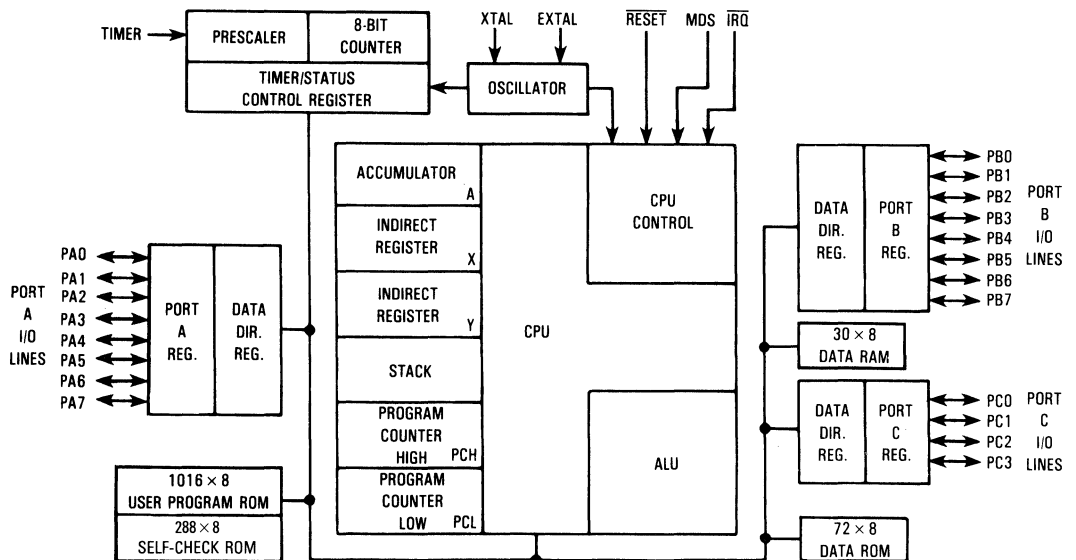 TIMER
PRESCALER
8-BIT
COUNTER
TIMER/STATUS
CONTROL REGISTER
XTAL
EXTAL
OSCILLATOR
RESET
MDS
IRQ
ACCUMULATOR
A
INDIRECT
REGISTER
X
INDIRECT
REGISTER
Y
STACK
PROGRAM
COUNTER
HIGH
PCH
PROGRAM
COUNTER
LOW
PCL
CPU
CPU
CONTROL
ALU
PORT
A
I/O
LINES
PA0
PA1
PA2
PA3
PA4
PA5
PA6
PA7
PORT
A
REG.
DATA
DIR.
REG.
1016 × 8
USER PROGRAM ROM
288 × 8
SELF-CHECK ROM
DATA
DIR.
REG.
PORT
B
REG.
PB0
PB1
PB2
PB3
PB4
PB5
PB6
PB7
PORT
B
I/O
LINES
30 × 8
DATA RAM
DATA
DIR.
REG.
PORT
C
REG.
PC0
PC1
PC2
PC3
PORT
C
I/O
LINES
72 × 8
DATA ROM